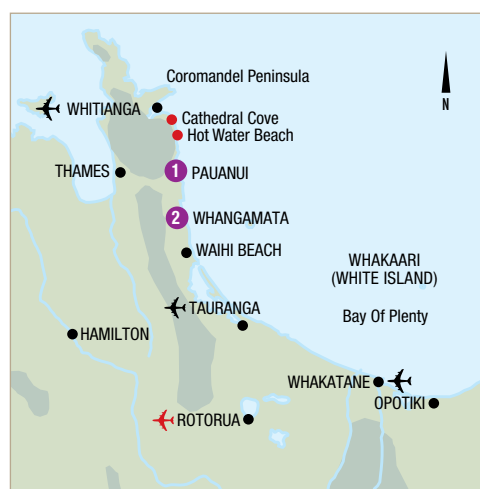 Coromandel Peninsula
WHITIANGA
N
Cathedral Cove
Hot Water Beach
THAMES
1 PAUANUI
2 WHANGAMATA
WAIHI BEACH
WHAKAARI
(WHITE ISLAND)
TAURANGA
Bay Of Plenty
HAMILTON
WHAKATANE
OPOTIKI
ROTORUA